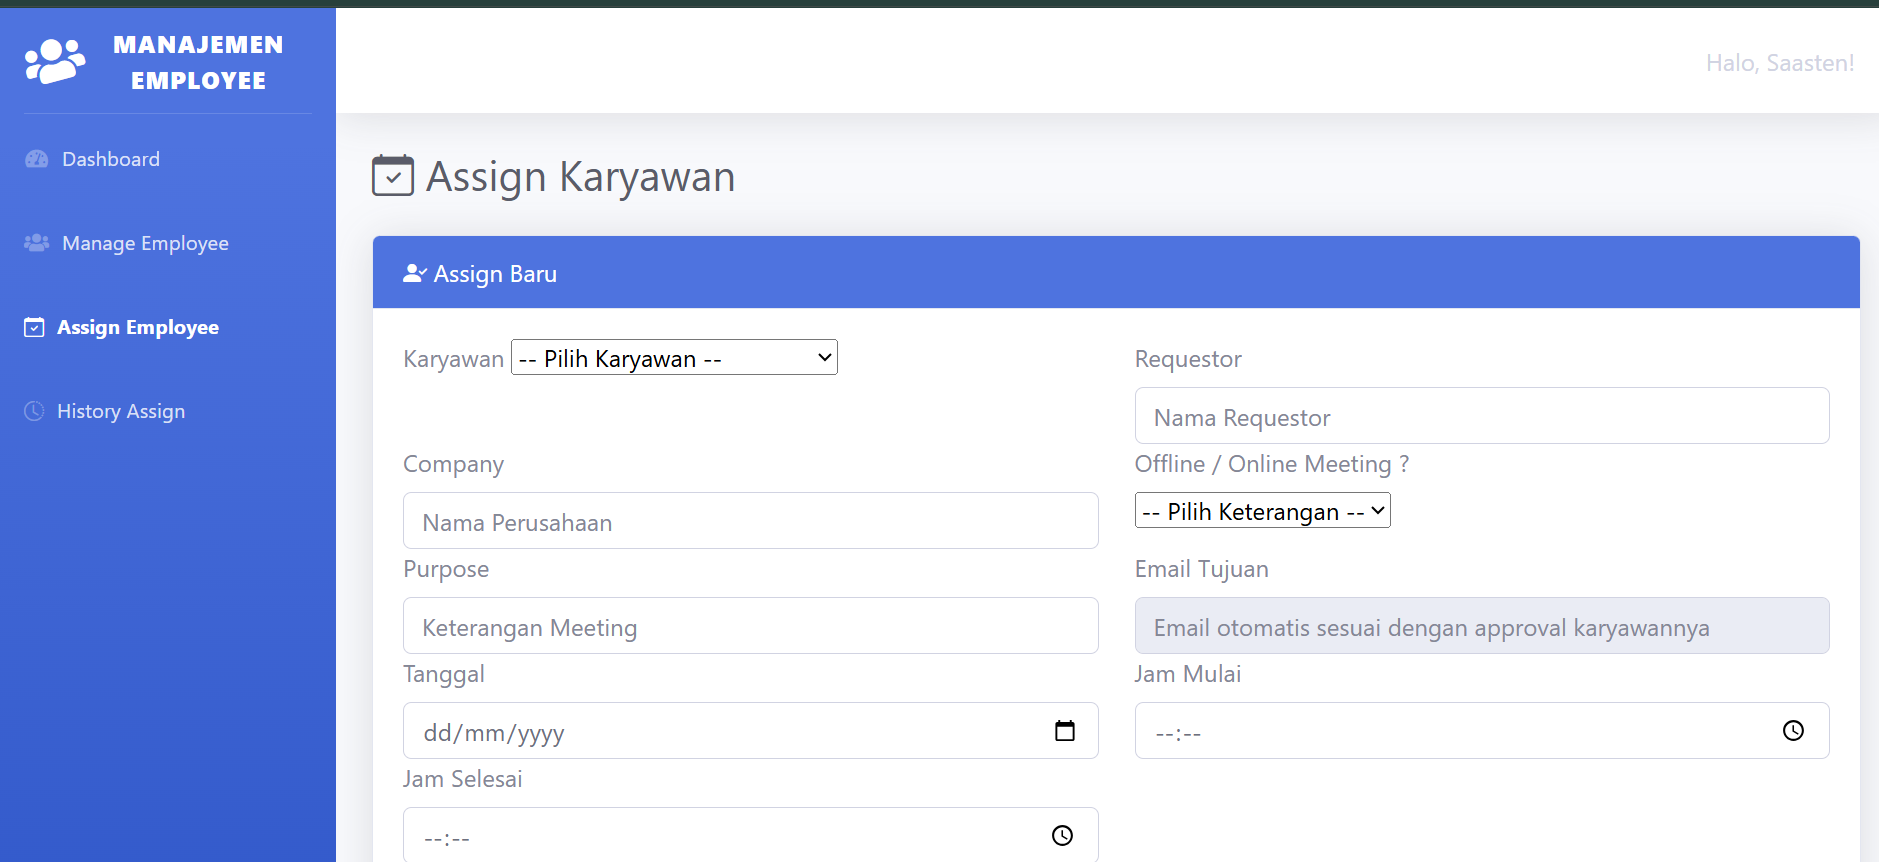 MANAJEMEN
EMPLOYEE
Halo, Saasten!
Dashboard
Manage Employee
Assign Employee
History Assign
Assign Karyawan
Assign Baru
Karyawan -- Pilih Karyawan --
Requestor
Nama Requestor
Company
Nama Perusahaan
Offline / Online Meeting ?
-- Pilih Keterangan --
Purpose
Keterangan Meeting
Email Tujuan
Email otomatis sesuai dengan approval karyawannya
Tanggal
dd/mm/yyyy
Jam Mulai
--:--
Jam Selesai
--:--